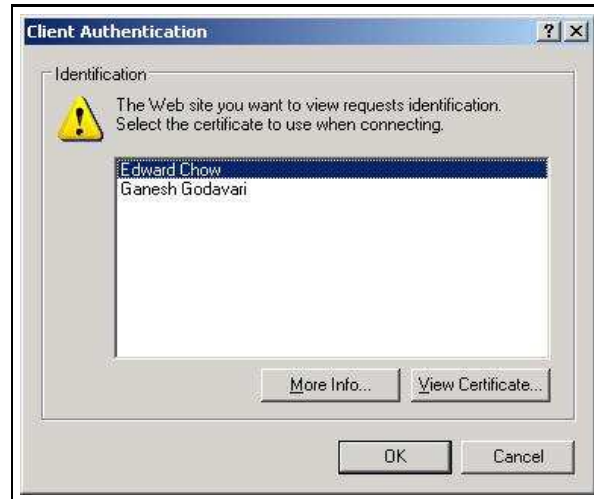 Client Authentication
Identification
The Web site you want to view requests identification.
Select the certificate to use when connecting.
Edward Chow
Ganesh Godavari
More Info...
View Certificate...
OK
Cancel